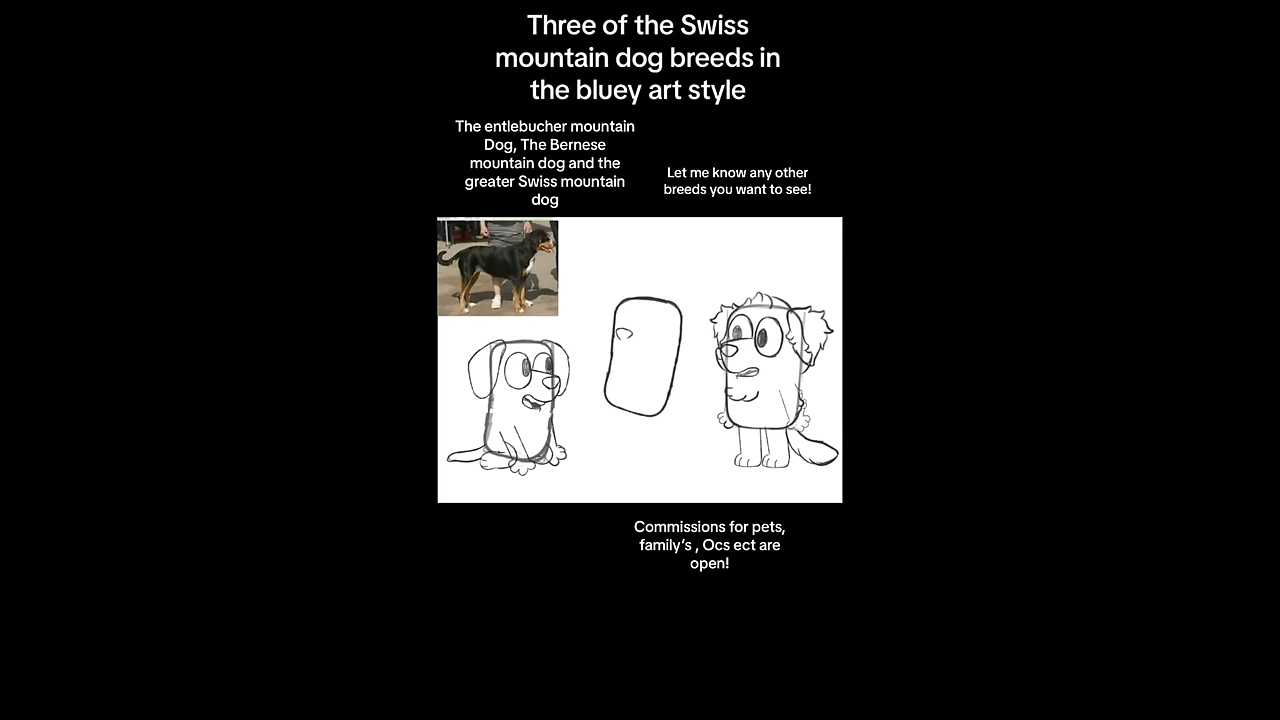 Three of the Swiss
mountain dog breeds in
the bluey art style
The entlebucher mountain
Dog, The Bernese
mountain dog and the
greater Swiss mountain
dog
Let me know any other
breeds you want to see!
Commissions for pets,
family's , Ocs ect are
open!